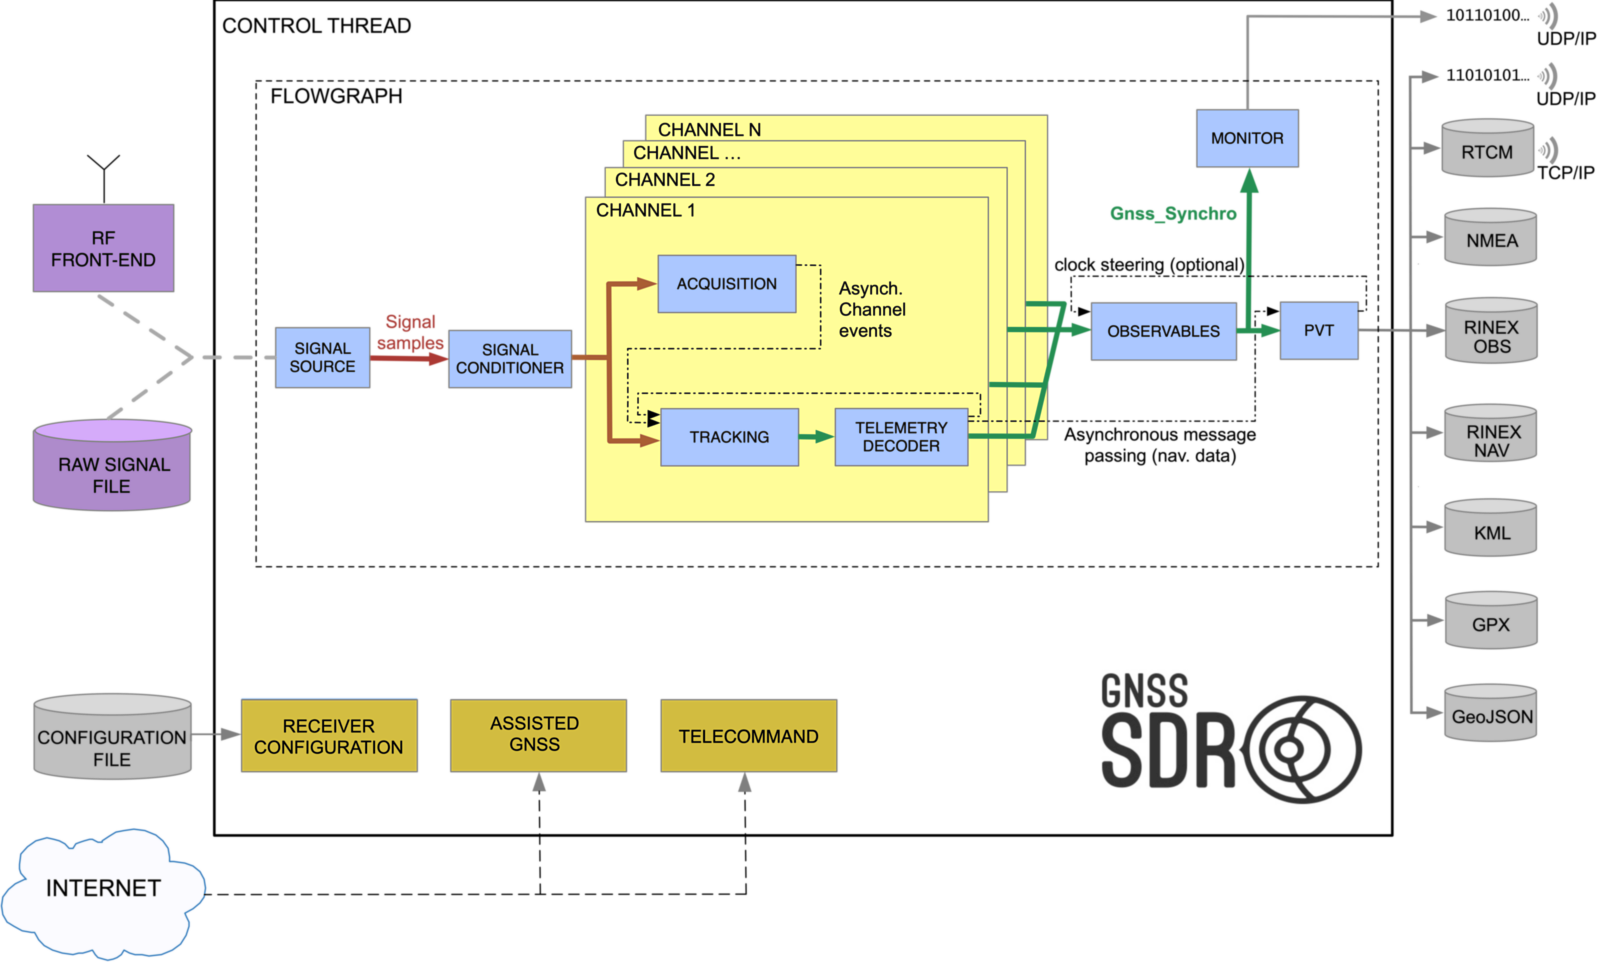 CONTROL THREAD
FLOWGRAPH
RF
FRONT-END
RAW SIGNAL
FILE
SIGNAL
SOURCE
Signal
samples
SIGNAL
CONDITIONER
CHANNEL N
CHANNEL ...
CHANNEL 2
CHANNEL 1
ACQUISITION
Asynch.
Channel
events
TRACKING
TELEMETRY
DECODER
MONITOR
Gnss_Synchro
clock steering (optional)
OBSERVABLES
PVT
Asynchronous message
passing (nav. data)
10110100...
UDP/IP
11010101...
UDP/IP
RTCM
TCP/IP
NMEA
RINEX
OBS
RINEX
NAV
KML
GPX
GeoJSON
CONFIGURATION
FILE
RECEIVER
CONFIGURATION
ASSISTED
GNSS
TELECOMMAND
GNSS
SDR
INTERNET